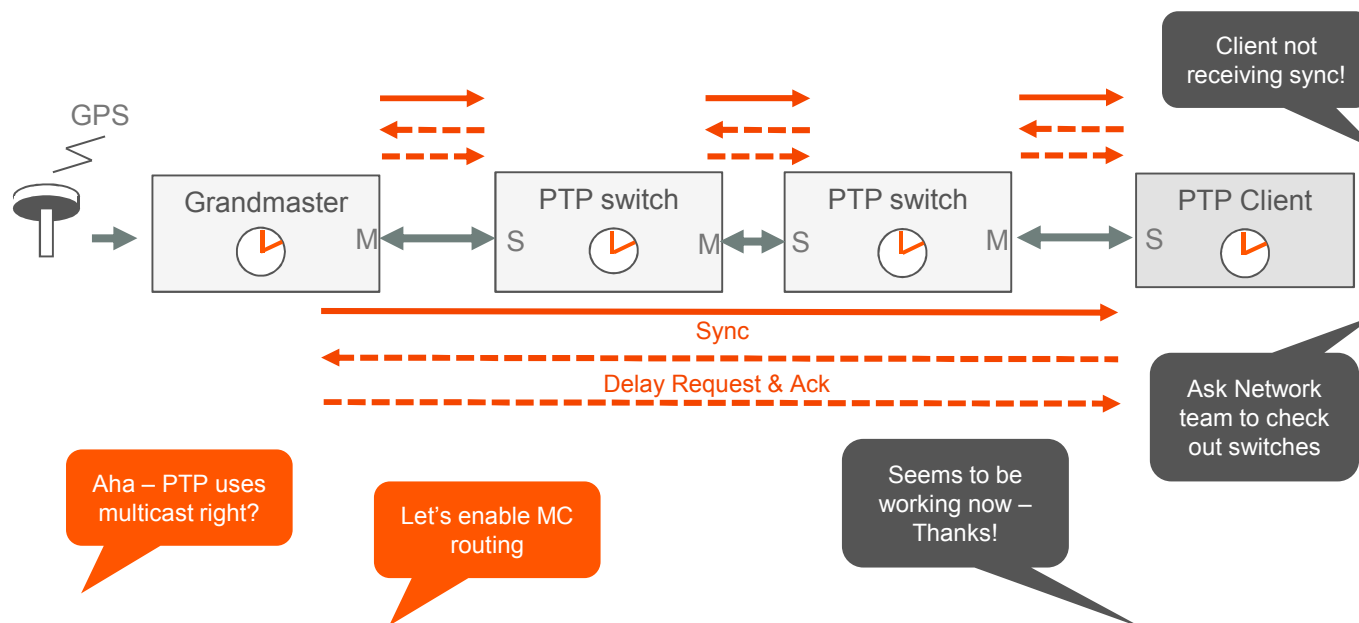 Client not
receiving sync!
GPS
Grandmaster
PTP switch
PTP switch
PTP Client
M
S
M
S
M
S
Sync
Delay Request & Ack
Ask Network
team to check
out switches
Aha – PTP uses
multicast right?
Let's enable MC
routing
Seems to be
working now –
Thanks!